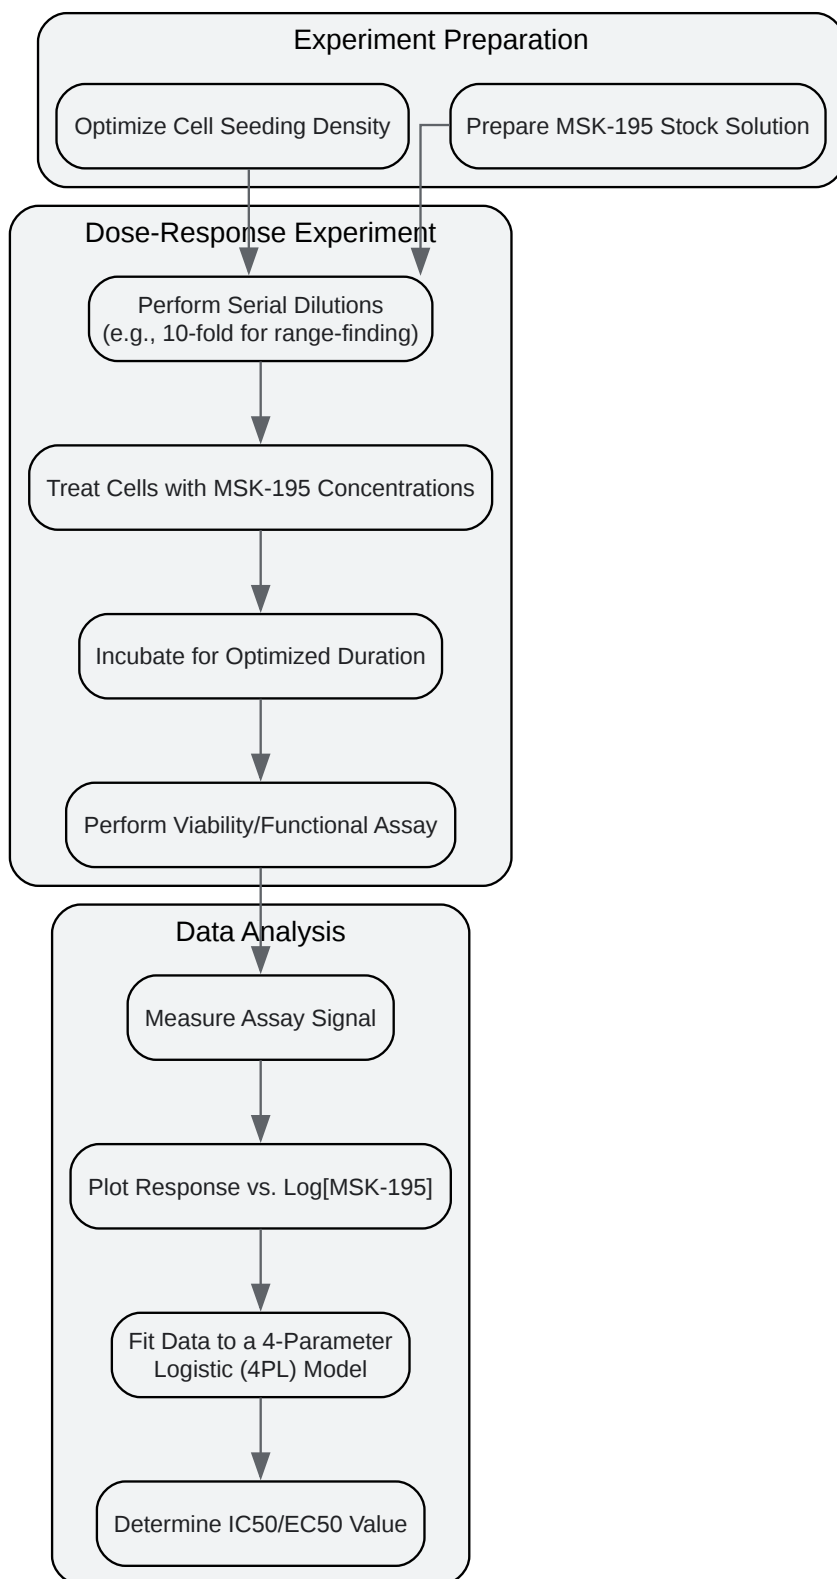 Experiment Preparation
Optimize Cell Seeding Density
Prepare MSK-195 Stock Solution
Dose-Response Experiment
Perform Serial Dilutions
(e.g., 10-fold for range-finding)
Treat Cells with MSK-195 Concentrations
Incubate for Optimized Duration
Perform Viability/Functional Assay
Data Analysis
Measure Assay Signal
Plot Response vs. Log[MSK-195]
Fit Data to a 4-Parameter
Logistic (4PL) Model
Determine IC50/EC50 Value